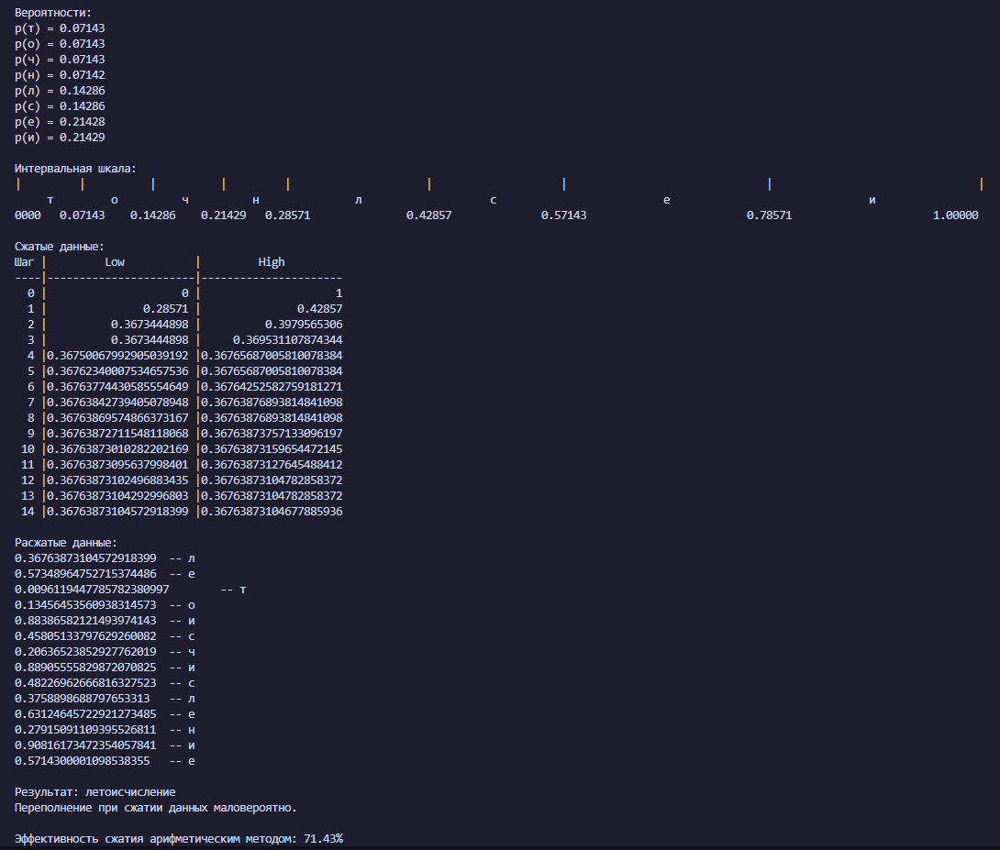 Вероятности:
p(т) = 0.07143
p(о) = 0.07143
p(ч) = 0.07143
p(н) = 0.07142
p(л) = 0.14286
p(с) = 0.14286
p(е) = 0.21428
p(и) = 0.21429
Интервальная шкала:
| | | | | | | | |
т о ч н л с е и
0000 0.07143 0.14286 0.21429 0.28571 0.42857 0.57143 0.78571 1.00000
Сжатые данные:
Шаг | Low | High
----|-----------------------|----------------------
0 | 0 | 1
1 | 0.28571 | 0.42857
2 | 0.3673444898 | 0.3979565306
3 | 0.3673444898 | 0.369531107874344
4 |0.36750067992905039192 |0.36765687005810078384
5 |0.36762340007534657536 |0.36765687005810078384
6 |0.36763774430585554649 |0.36764252582759181271
7 |0.36763842739405078948 |0.36763876893814841098
8 |0.36763869574866373167 |0.36763876893814841098
9 |0.36763872711548118068 |0.36763873757133096197
10 |0.36763873010282202169 |0.36763873159654472145
11 |0.36763873095637998401 |0.36763873127645488412
12 |0.36763873102496883435 |0.36763873104782858372
13 |0.36763873104292996803 |0.36763873104782858372
14 |0.36763873104572918399 |0.36763873104677885936
Расжатые данные:
0.36763873104572918399 -- л
0.57348964752715374486 -- е
0.0096119447785782380997 -- т
0.13456453560938314573 -- о
0.88386582121493974143 -- и
0.45805133797629260082 -- с
0.20636523852927762019 -- ч
0.88905555829872070825 -- и
0.48226962666816327523 -- с
0.3758898688797653313 -- л
0.63124645722921273485 -- е
0.27915091109395526811 -- н
0.90816173472354057841 -- и
0.5714300001098538355 -- е
Результат: летоисчисление
Переполнение при сжатии данных маловероятно.
Эффективность сжатия арифметическим методом: 71.43%